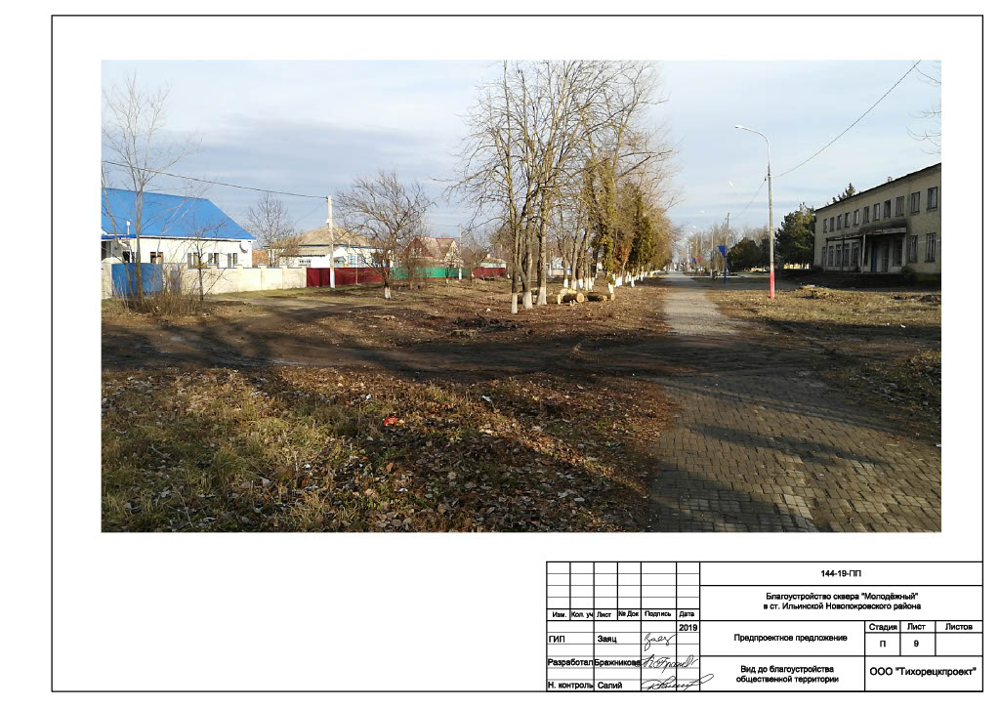 144-19-ПП
Благоустройство сквера "Молодёжный"
в ст. Ильинской Новопокровского района
Изм. Кол. уч Лист № Док Подпись Дата
2019
ГИП Заяц
Разработал Бражникова
Н. контроль Салий
Предпроектное предложение
Стадия Лист Листов
П 9
Вид до благоустройства
общественной территории
ООО "Тихорецкпроект"